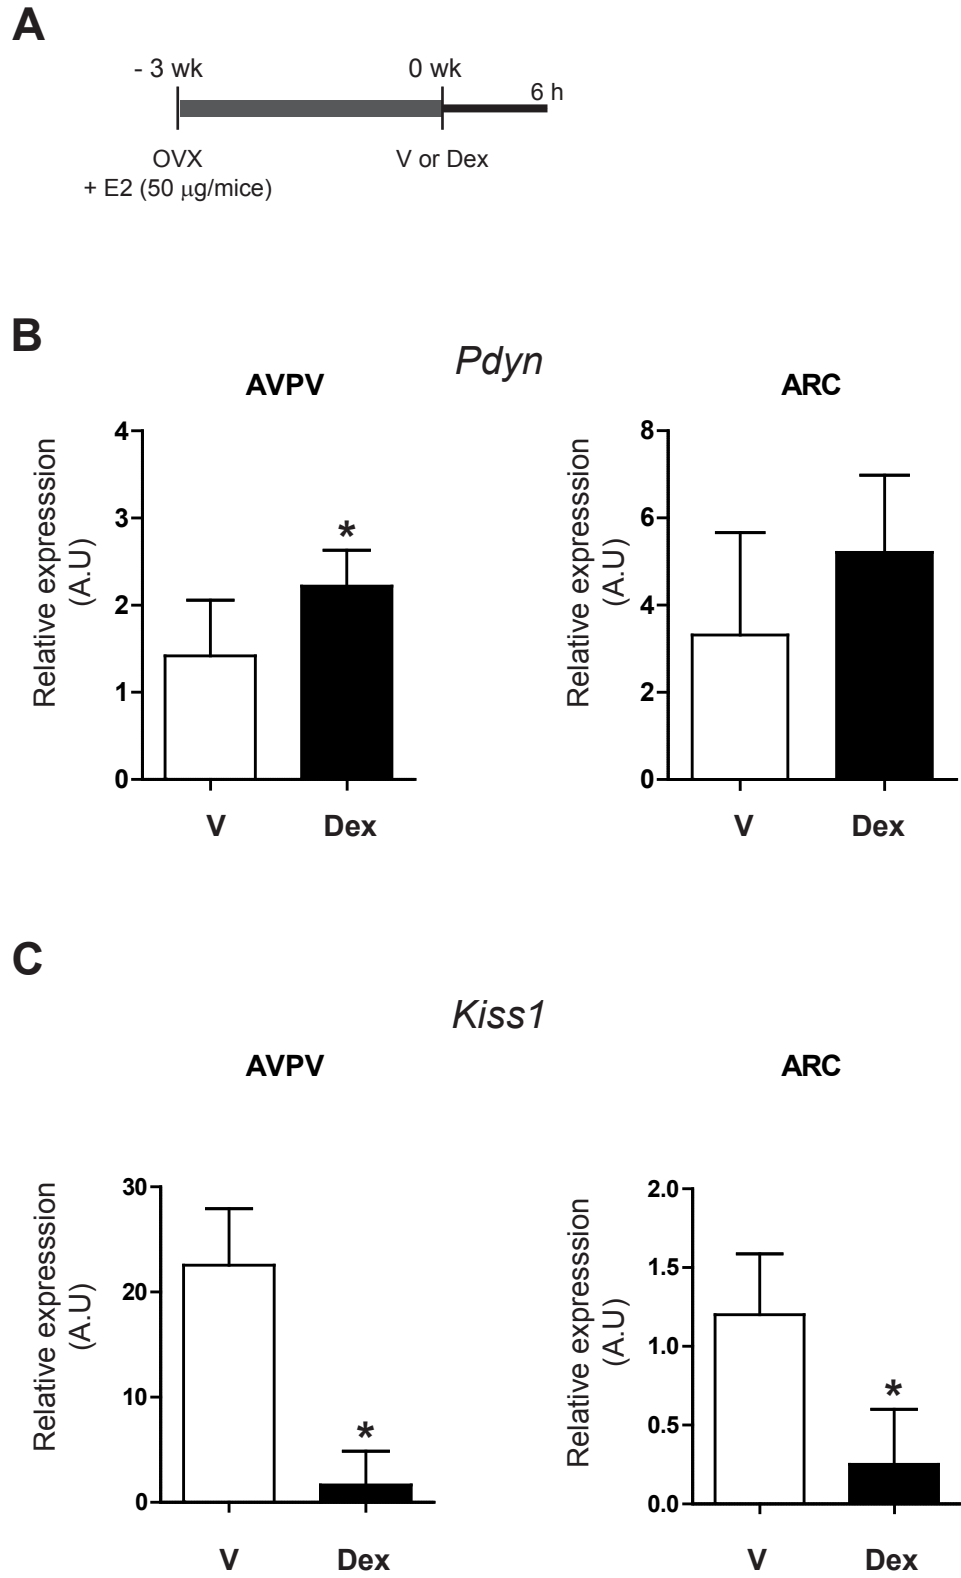 A
- 3 wk
0 wk
6 h
OVX
V or Dex
+ E2 (50 μg/mice)
B
Pdyn
AVPV
ARC
Relative expresssion
(A.U)
4
3
2
1
0
*
V
Dex
Relative expresssion
(A.U)
8
6
4
2
0
V
Dex
C
Kiss1
AVPV
ARC
Relative expresssion
(A.U)
30
20
10
0
*
V
Dex
Relative expresssion
(A.U)
2.0
1.5
1.0
0.5
0.0
*
V
Dex